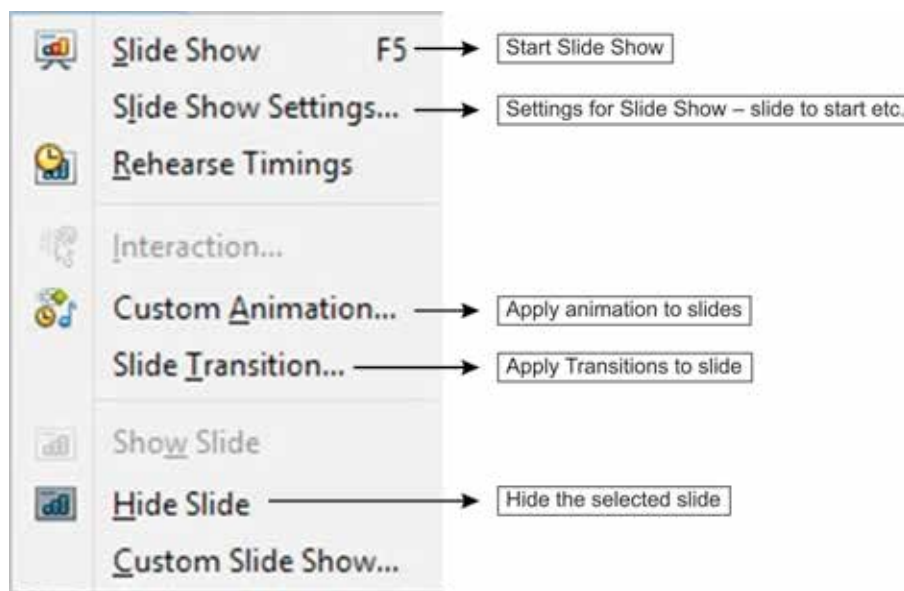 Slide Show F5 Start Slide Show
Slide Show Settings... Settings for Slide Show – slide to start etc.
Rehearse Timings
Interaction...
Custom Animation... Apply animation to slides
Slide Transition... Apply Transitions to slide
Show Slide
Hide Slide Hide the selected slide
Custom Slide Show...